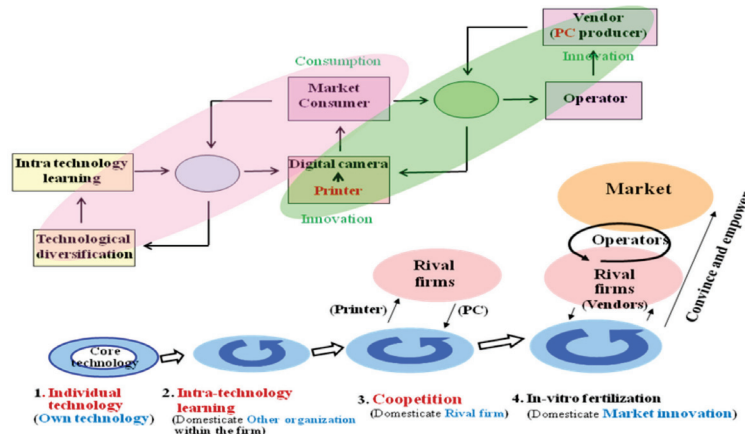 Vendor
(PC producer)
Innovation
Consumption
Market
Consumer
Operator
Intra technology
learning
Digital camera
Printer
Innovation
Technological
diversification
Market
Operators
Rival
firms
(Vendors)
Convince and empower
Rival
firms
(Printer)
(PC)
Core
technology
1. Individual
technology
(Own technology)
2. Intra-technology
learning
(Domesticate Other organization
within the firm)
3. Coopetition
(Domesticate Rival firm)
4. In-vitro fertilization
(Domesticate Market innovation)